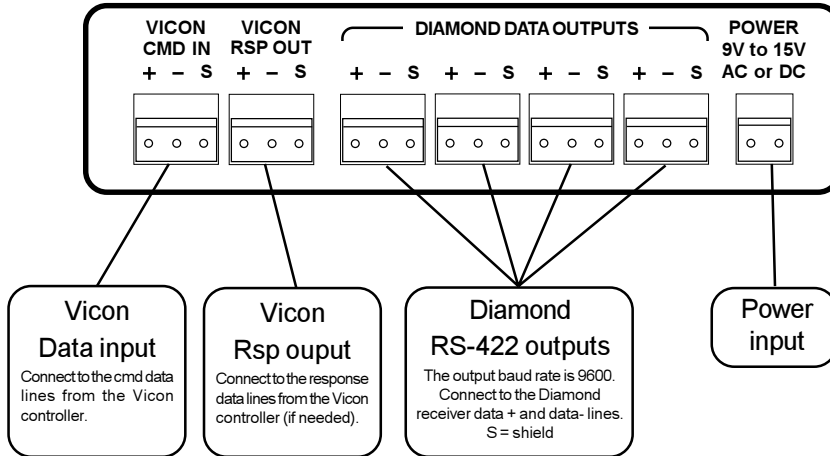 VICON
CMD IN
+ – S
VICON
RSP OUT
+ – S
DIAMOND DATA OUTPUTS
+ – S + – S + – S + – S
POWER
9V to 15V
AC or DC
Vicon
Data input
Connect to the cmd data
lines from the Vicon
controller.
Vicon
Rsp ouput
Connect to the response
data lines from the Vicon
controller (if needed).
Diamond
RS-422 outputs
The output baud rate is 9600.
Connect to the Diamond
receiver data + and data- lines.
S = shield
Power
input